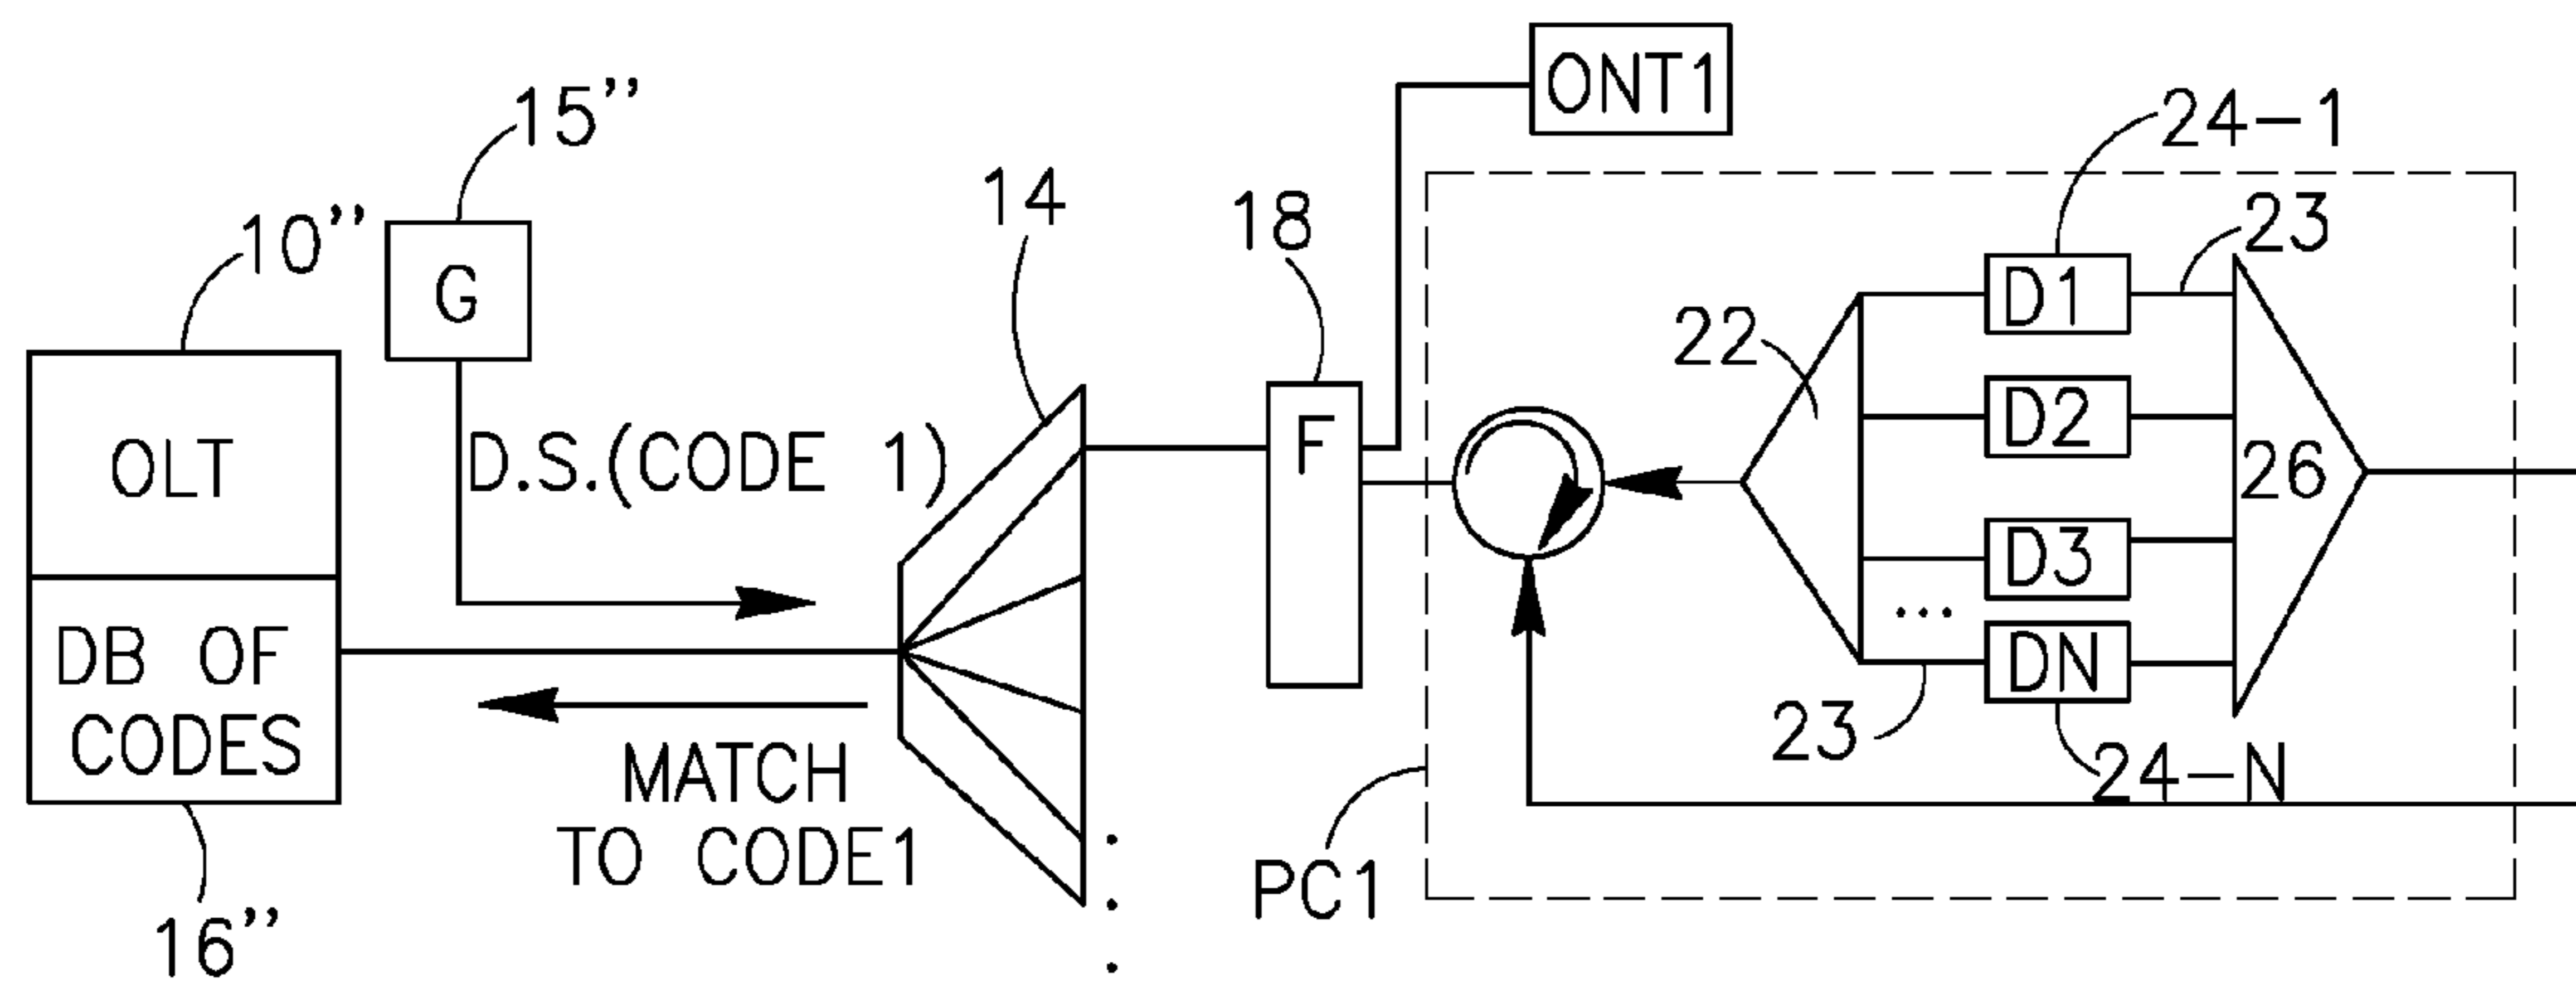 ONT1
15’’
24–1
14
18
23
10’’
G
D1
22
OLT
D.S.(CODE 1)
F
D2
26
D3
...
DB OF
CODES
DN
MATCH
TO CODE1
23
24–N
PC1
16’’